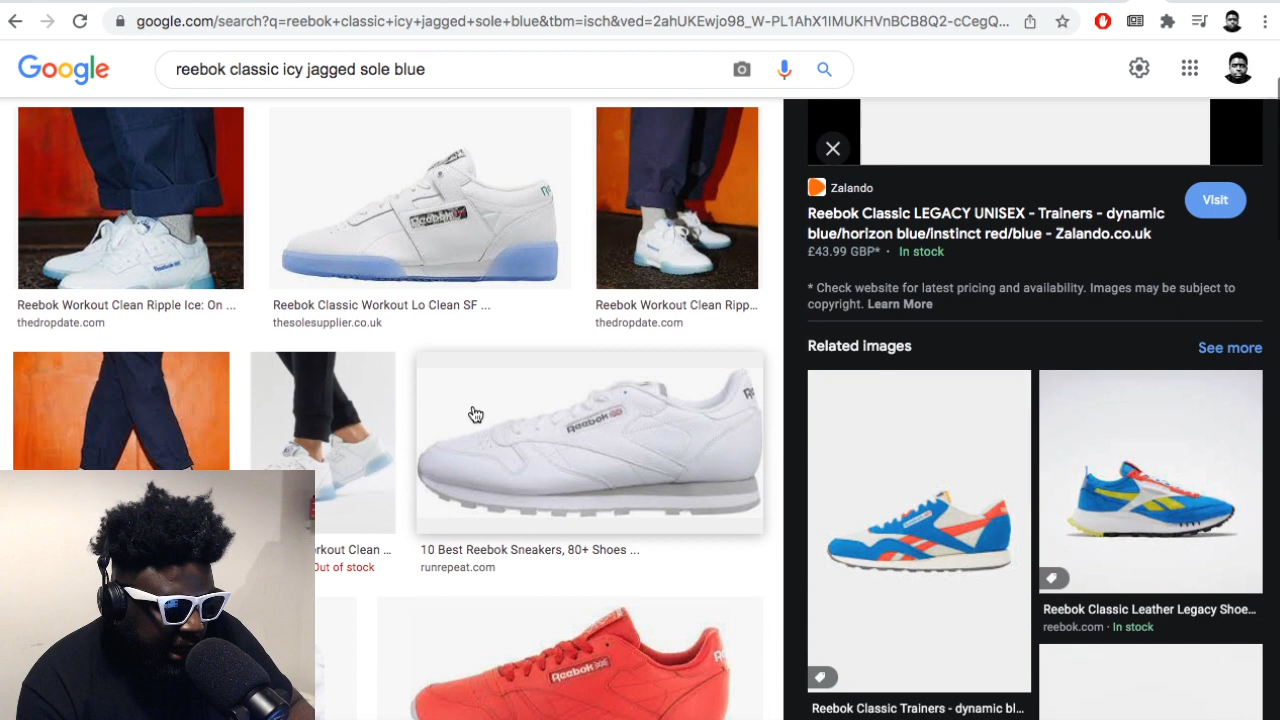 google.com/search?q=reebok+classic+icy+jagged+sole+blue&tbm=isch&ved=2ahUKEwjo98_W-PL1AhX1IMUKHVnBCB8Q2-cCegQ...
Google
reebok classic icy jagged sole blue
Reebok
Reebok Workout Clean Ripple Ice: On ...
thedropdate.com
Reebok Classic Workout Lo Clean SF ...
thesolesupplier.co.uk
Reebok Workout Clean Ripp...
thedropdate.com
Reebok
rkout Clean ...
Out of stock
10 Best Reebok Sneakers, 80+ Shoes ...
runrepeat.com
Reebok
Zalando
Visit
Reebok Classic LEGACY UNISEX - Trainers - dynamic
blue/horizon blue/instinct red/blue - Zalando.co.uk
£43.99 GBP* · In stock
* Check website for latest pricing and availability. Images may be subject to
copyright. Learn More
Related images
See more
Reebok Classic Leather Legacy Shoe...
reebok.com · In stock
Reebok Classic Trainers - dynamic bl...